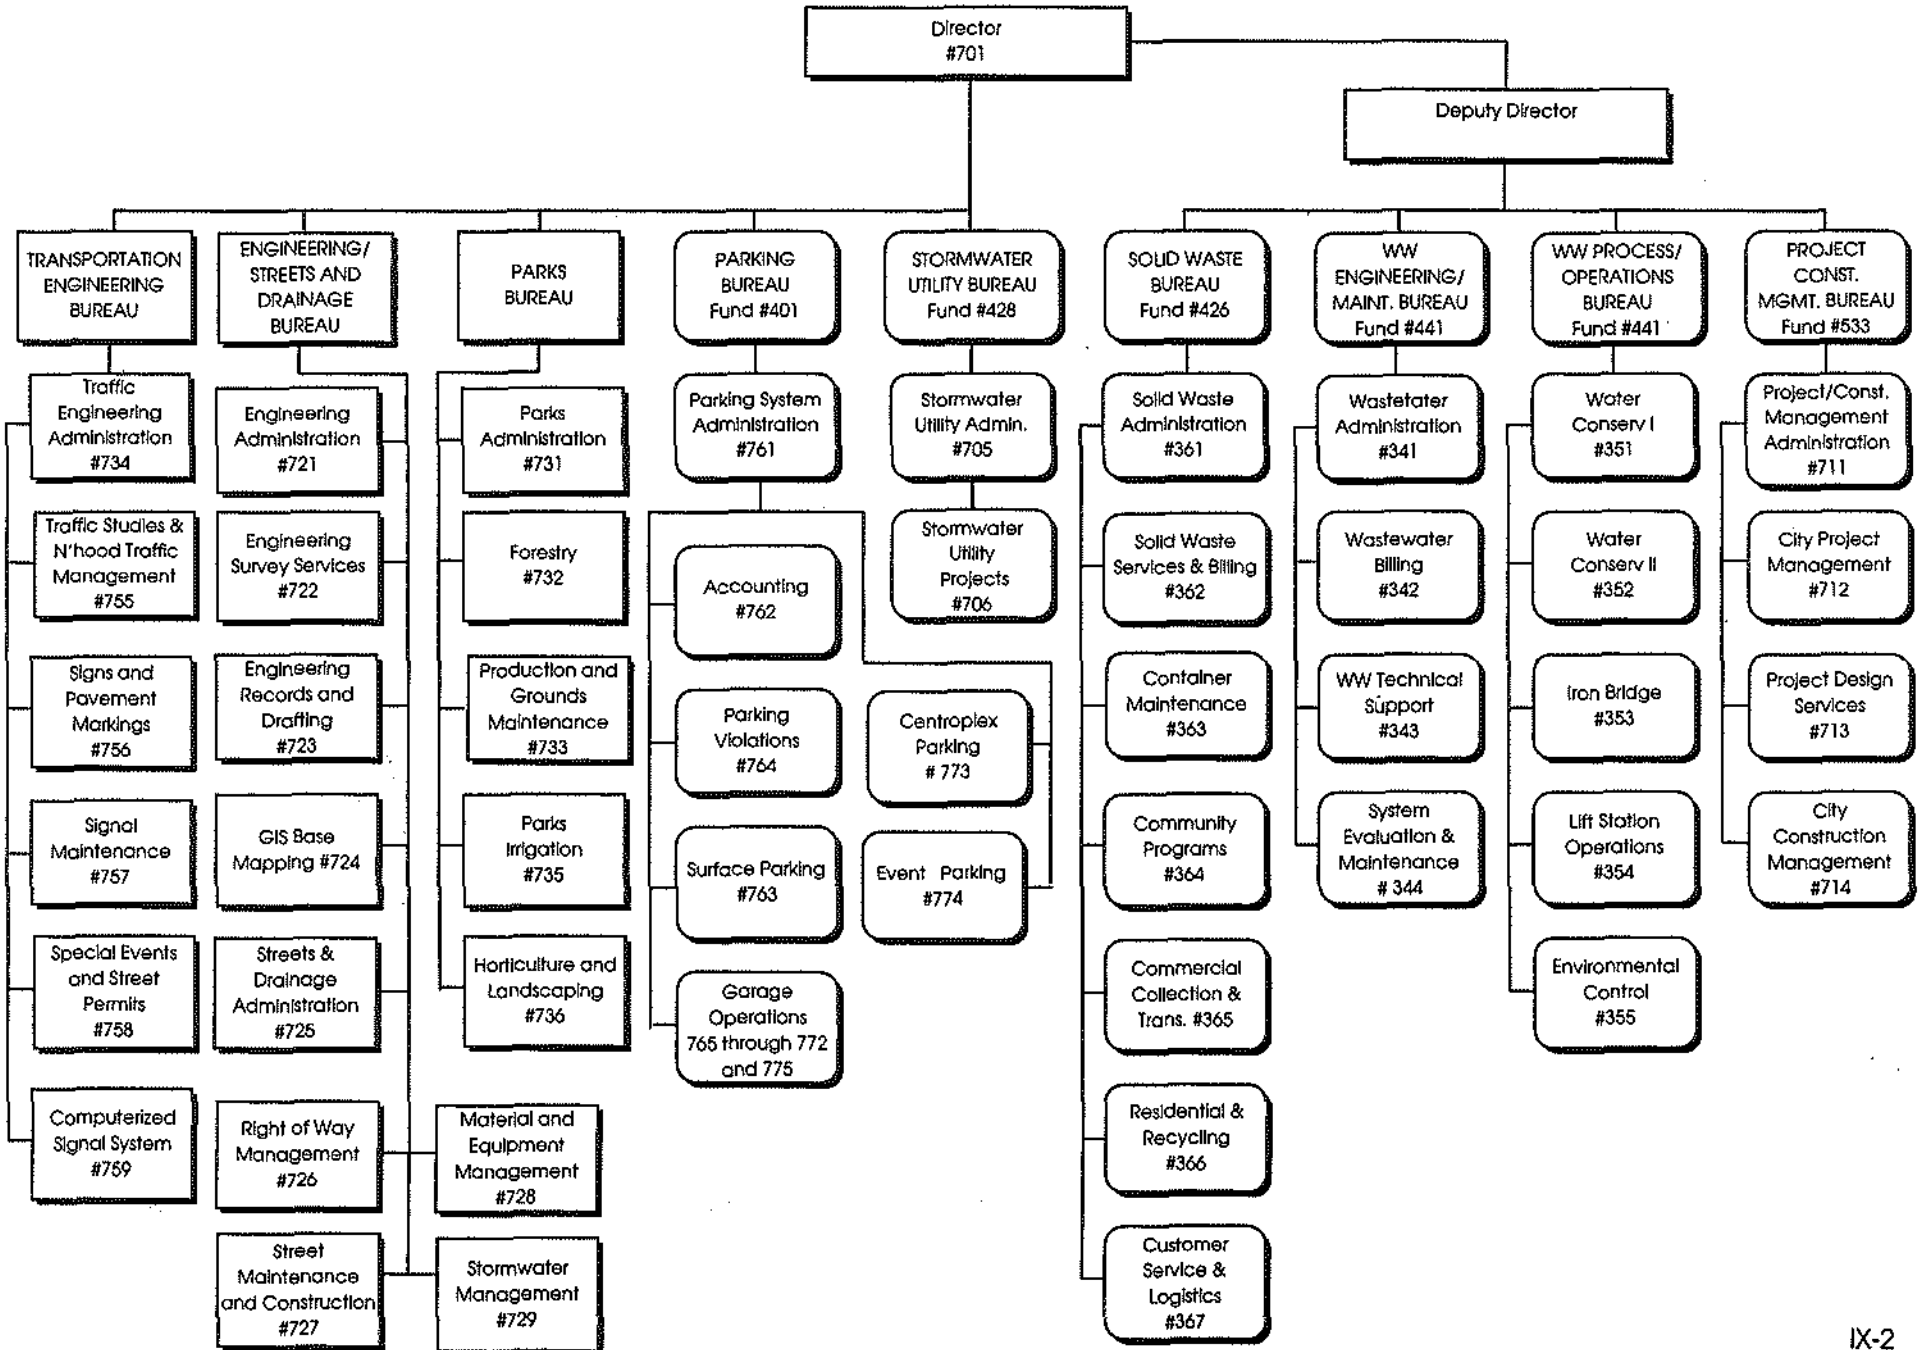 Director
#701
Deputy Director
TRANSPORTATION
ENGINEERING
BUREAU
ENGINEERING/
STREETS AND
DRAINAGE
BUREAU
PARKS
BUREAU
PARKING
BUREAU
Fund #401
STORMWATER
UTILITY BUREAU
Fund #428
SOLID WASTE
BUREAU
Fund #426
WW
ENGINEERING/
MAINT. BUREAU
Fund #441
WW PROCESS/
OPERATIONS
BUREAU
Fund #441
PROJECT
CONST.
MGMT. BUREAU
Fund #533
Traffic
Engineering
Administration
#734
Traffic Studies &
N'hood Traffic
Management
#755
Signs and
Pavement
Markings
#756
Signal
Maintenance
#757
Special Events
and Street
Permits
#758
Computerized
Signal System
#759
Engineering
Administration
#721
Engineering
Survey Services
#722
Engineering
Records and
Drafting
#723
GIS Base
Mapping #724
Streets &
Drainage
Administration
#725
Right of Way
Management
#726
Street
Maintenance
and Construction
#727
Material and
Equipment
Management
#728
Stormwater
Management
#729
Parks
Administration
#731
Forestry
#732
Production and
Grounds
Maintenance
#733
Parks
Irrigation
#735
Horticulture and
Landscaping
#736
Parking System
Administration
#761
Accounting
#762
Parking
Violations
#764
Surface Parking
#763
Garage
Operations
765 through 772
and 775
Centroplex
Parking
# 773
Event Parking
#774
Stormwater
Utility Admin.
#705
Stormwater
Utility
Projects
#706
Solid Waste
Administration
#361
Solid Waste
Services & Billing
#362
Container
Maintenance
#363
Community
Programs
#364
Commercial
Collection &
Trans. #365
Residential &
Recycling
#366
Customer
Service &
Logistics
#367
Wastetater
Administration
#341
Wastewater
Billing
#342
WW Technical
Support
#343
System
Evaluation &
Maintenance
# 344
Water
Conserv I
#351
Water
Conserv II
#352
Iron Bridge
#353
Lift Station
Operations
#354
Environmental
Control
#355
Project/Const.
Management
Administration
#711
City Project
Management
#712
Project Design
Services
#713
City
Construction
Management
#714
IX-2